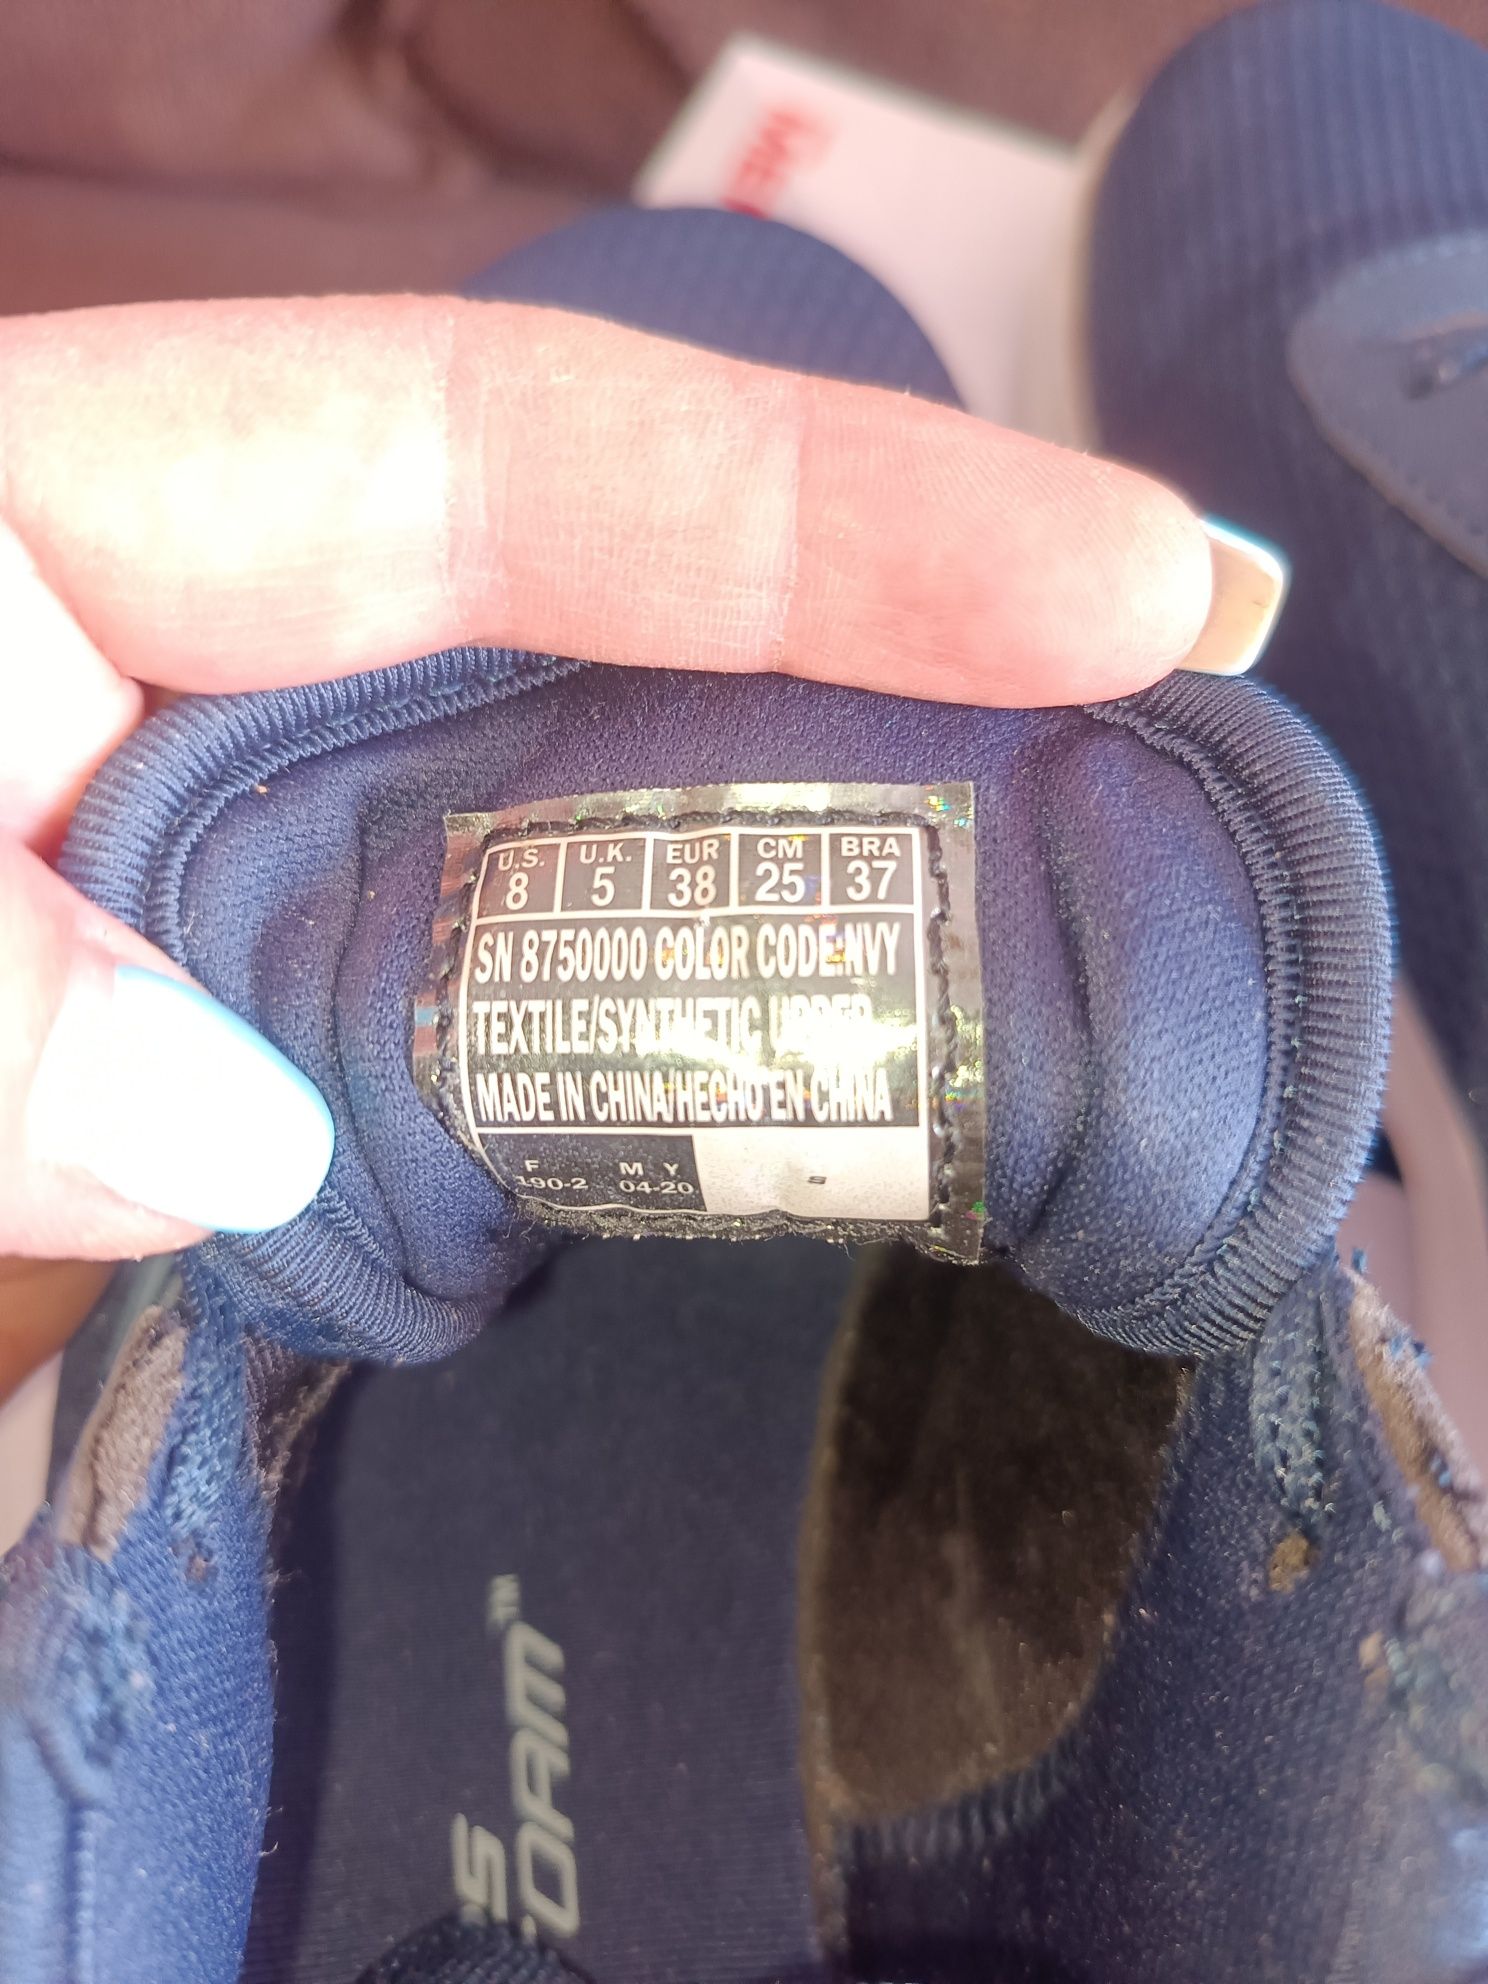 U.S. U.K. EUR CM BRA
8 5 38 25 37
SN 8750000 COLOR CODE:NVY
TEXTILE/SYNTHETIC UPPER
MADE IN CHINA/HECHO EN CHINA
F M Y
190-2 04-20
S
FOAM™